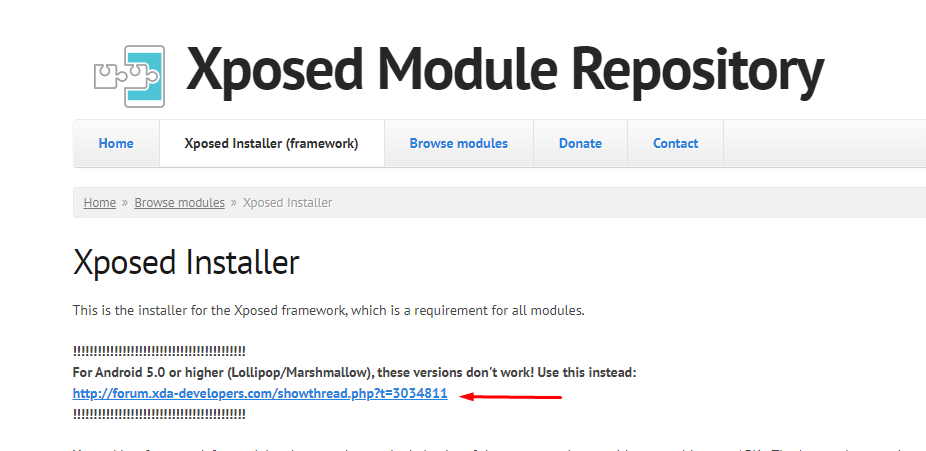 Xposed Module Repository
Home
Xposed Installer (framework)
Browse modules
Donate
Contact
Home » Browse modules » Xposed Installer
Xposed Installer
This is the installer for the Xposed framework, which is a requirement for all modules.
!!!!!!!!!!!!!!!!!!!!!!!!!!!!!!!!!!!!!!!!!!!
For Android 5.0 or higher (Lollipop/Marshmallow), these versions don't work! Use this instead:
http://forum.xda-developers.com/showthread.php?t=3034811
!!!!!!!!!!!!!!!!!!!!!!!!!!!!!!!!!!!!!!!!!!!